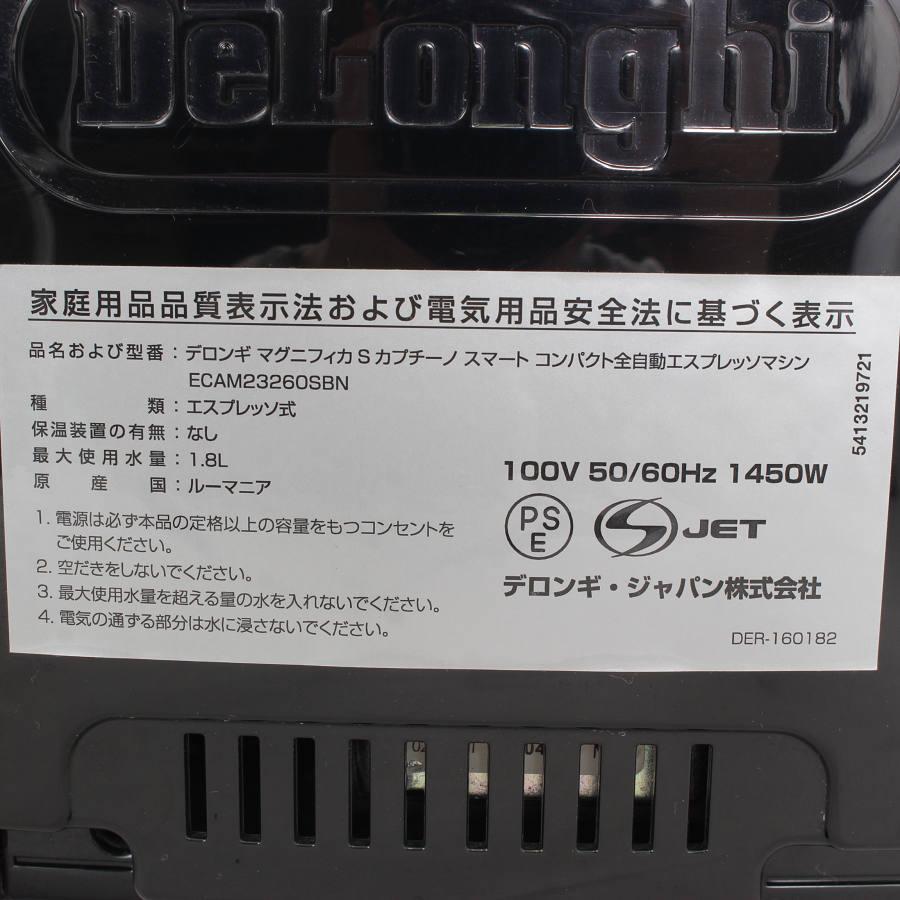 DeLonghi
家庭用品品質表示法および電気用品安全法に基づく表示
品名および型番：デロンギ マグニフィカ S カプチーノ スマート コンパクト全自動エスプレッソマシン
ECAM23260SBN
種類：エスプレッソ式
保温装置の有無：なし
最大使用水量：1.8L
原産国：ルーマニア
1. 電源は必ず本品の定格以上の容量をもつコンセントを
ご使用ください。
2. 空だきをしないでください。
3. 最大使用水量を超える量の水を入れないでください。
4. 電気の通ずる部分は水に浸さないでください。
5413219721
100V 50/60Hz 1450W
PS
E
S JET
デロンギ・ジャパン株式会社
DER-160182
04